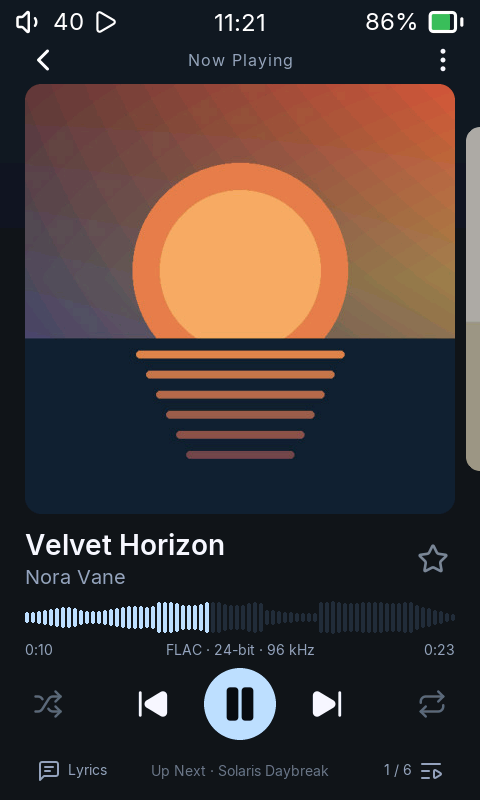 40 11:21 86%
Now Playing
Velvet Horizon
Nora Vane
0:10 FLAC · 24-bit · 96 kHz 0:23
Lyrics Up Next · Solaris Daybreak 1 / 6